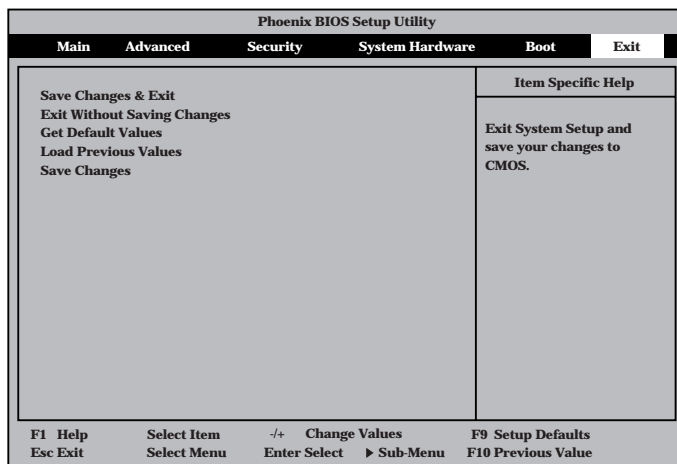 Phoenix BIOS Setup Utility
Main Advanced Security System Hardware Boot Exit
Save Changes & Exit
Exit Without Saving Changes
Get Default Values
Load Previous Values
Save Changes
Item Specific Help
Exit System Setup and
save your changes to
CMOS.
F1 Help Select Item -/+ Change Values F9 Setup Defaults
Esc Exit Select Menu Enter Select ▶ Sub-Menu F10 Previous Value